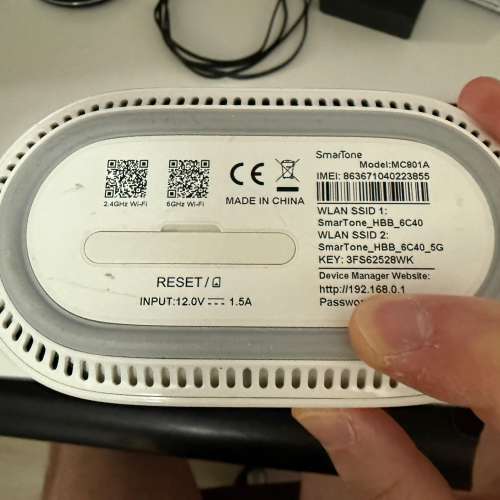 SmarTone
Model:MC801A
IMEI: 863671040223855
WLAN SSID 1:
SmarTone_HBB_6C40
WLAN SSID 2:
SmarTone_HBB_6C40_5G
KEY: 3FS62528WK
Device Manager Website:
http://192.168.0.1
Passwor
2.4GHz Wi-Fi
5GHz Wi-Fi
CE
MADE IN CHINA
RESET/
INPUT:12.0V 1.5A